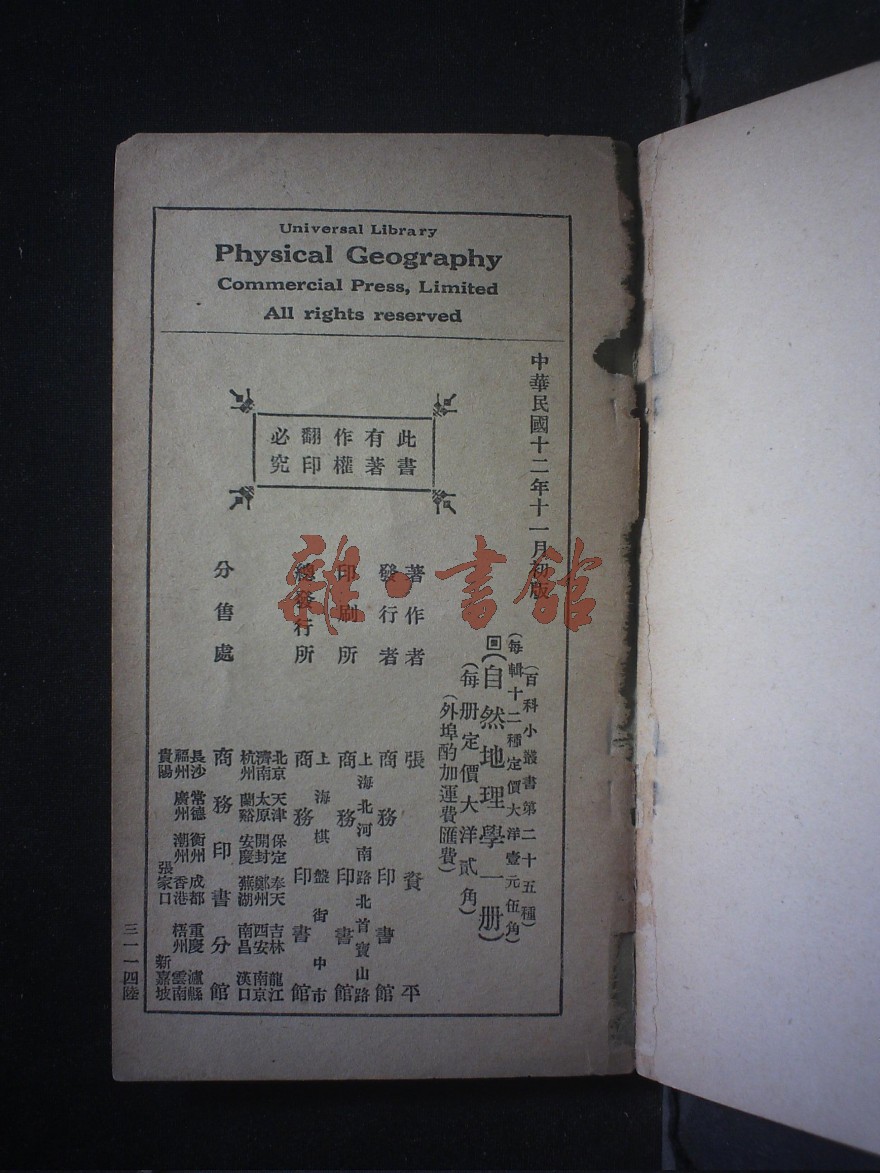 Universal Library
Physical Geography
Commercial Press, Limited
All rights reserved
中華民國十二年十一月初版
此書
有著
作權
翻印
必究
(百科小叢書第二十五種)
(每輯十二種定價大洋壹元伍角)
回(自然地理學一册)
(每册定價大洋貳角)
(外埠酌加運費匯費)
著作者 張資平
發行者 商務印書館
上海北河南路北首寶山路
印刷所 商務印書館
上海棋盤街中市
總發行所 商務印書館
北京 天津 保定 奉天 吉林 龍江
濟南 太原 開封 鄭州 西安 南京
杭州 蘭谿 安慶 蕪湖 南昌 漢口
分售處 商務印書分館
長沙 常德 衡州 成都 重慶 瀘縣
福州 廣州 潮州 香港 梧州 雲南
貴陽 張家口 新嘉坡
三一一四陸
雜·書館